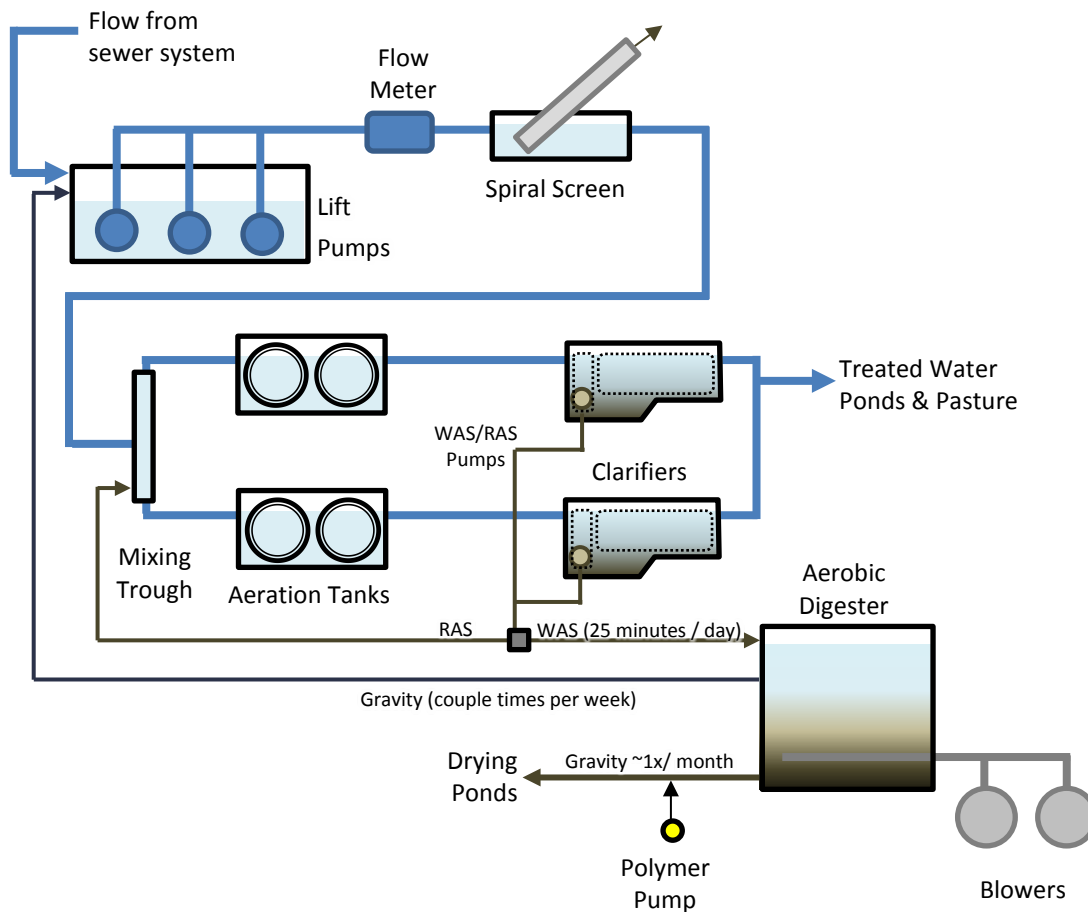 Flow from
sewer system
Flow
Meter
Spiral Screen
Lift
Pumps
Treated Water
Ponds & Pasture
WAS/RAS
Pumps
Clarifiers
Mixing
Trough
Aeration Tanks
Aerobic
Digester
RAS
WAS (25 minutes / day)
Gravity (couple times per week)
Drying
Ponds
Gravity ~1x/ month
Polymer
Pump
Blowers